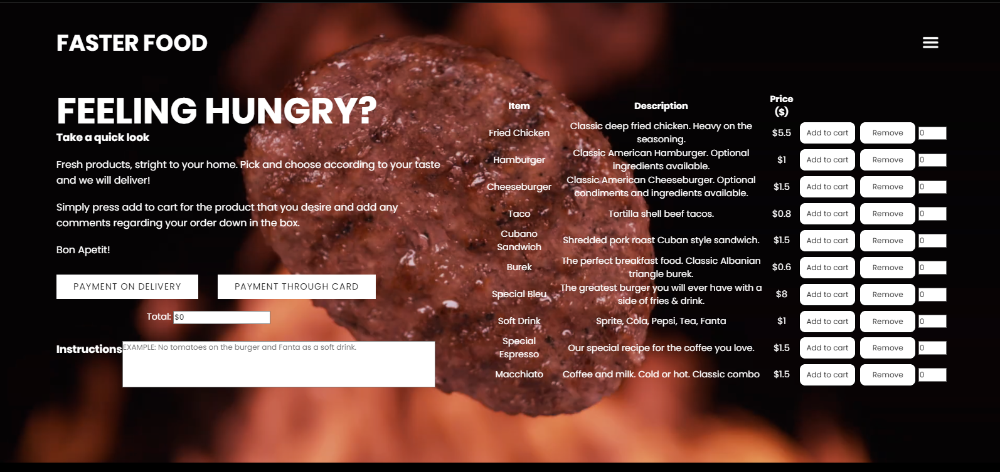 FASTER FOOD
FEELING HUNGRY?
Take a quick look
Fresh products, stright to your home. Pick and choose according to your taste
and we will deliver!
Simply press add to cart for the product that you desire and add any
comments regarding your order down in the box.
Bon Apetit!
PAYMENT ON DELIVERY
PAYMENT THROUGH CARD
Total: $0
Instructions
EXAMPLE: No tomatoes on the burger and Fanta as a soft drink.
Item
Description
Price
($)
Fried Chicken
Classic deep fried chicken. Heavy on the
seasoning.
$5.5
Add to cart
Remove
0
Hamburger
Classic American Hamburger. Optional
ingredients available.
$1
Add to cart
Remove
0
Cheeseburger
Classic American Cheeseburger. Optional
condiments and ingredients available.
$1.5
Add to cart
Remove
0
Taco
Tortilla shell beef tacos.
$0.8
Add to cart
Remove
0
Cubano
Sandwich
Shredded pork roast Cuban style sandwich.
$1.5
Add to cart
Remove
0
Burek
The perfect breakfast food. Classic Albanian
triangle burek.
$0.6
Add to cart
Remove
0
Special Bleu
The greatest burger you will ever have with a
side of fries & drink.
$8
Add to cart
Remove
0
Soft Drink
Sprite, Cola, Pepsi, Tea, Fanta
$1
Add to cart
Remove
0
Special
Espresso
Our special recipe for the coffee you love.
$1.5
Add to cart
Remove
0
Macchiato
Coffee and milk. Cold or hot. Classic combo
$1.5
Add to cart
Remove
0